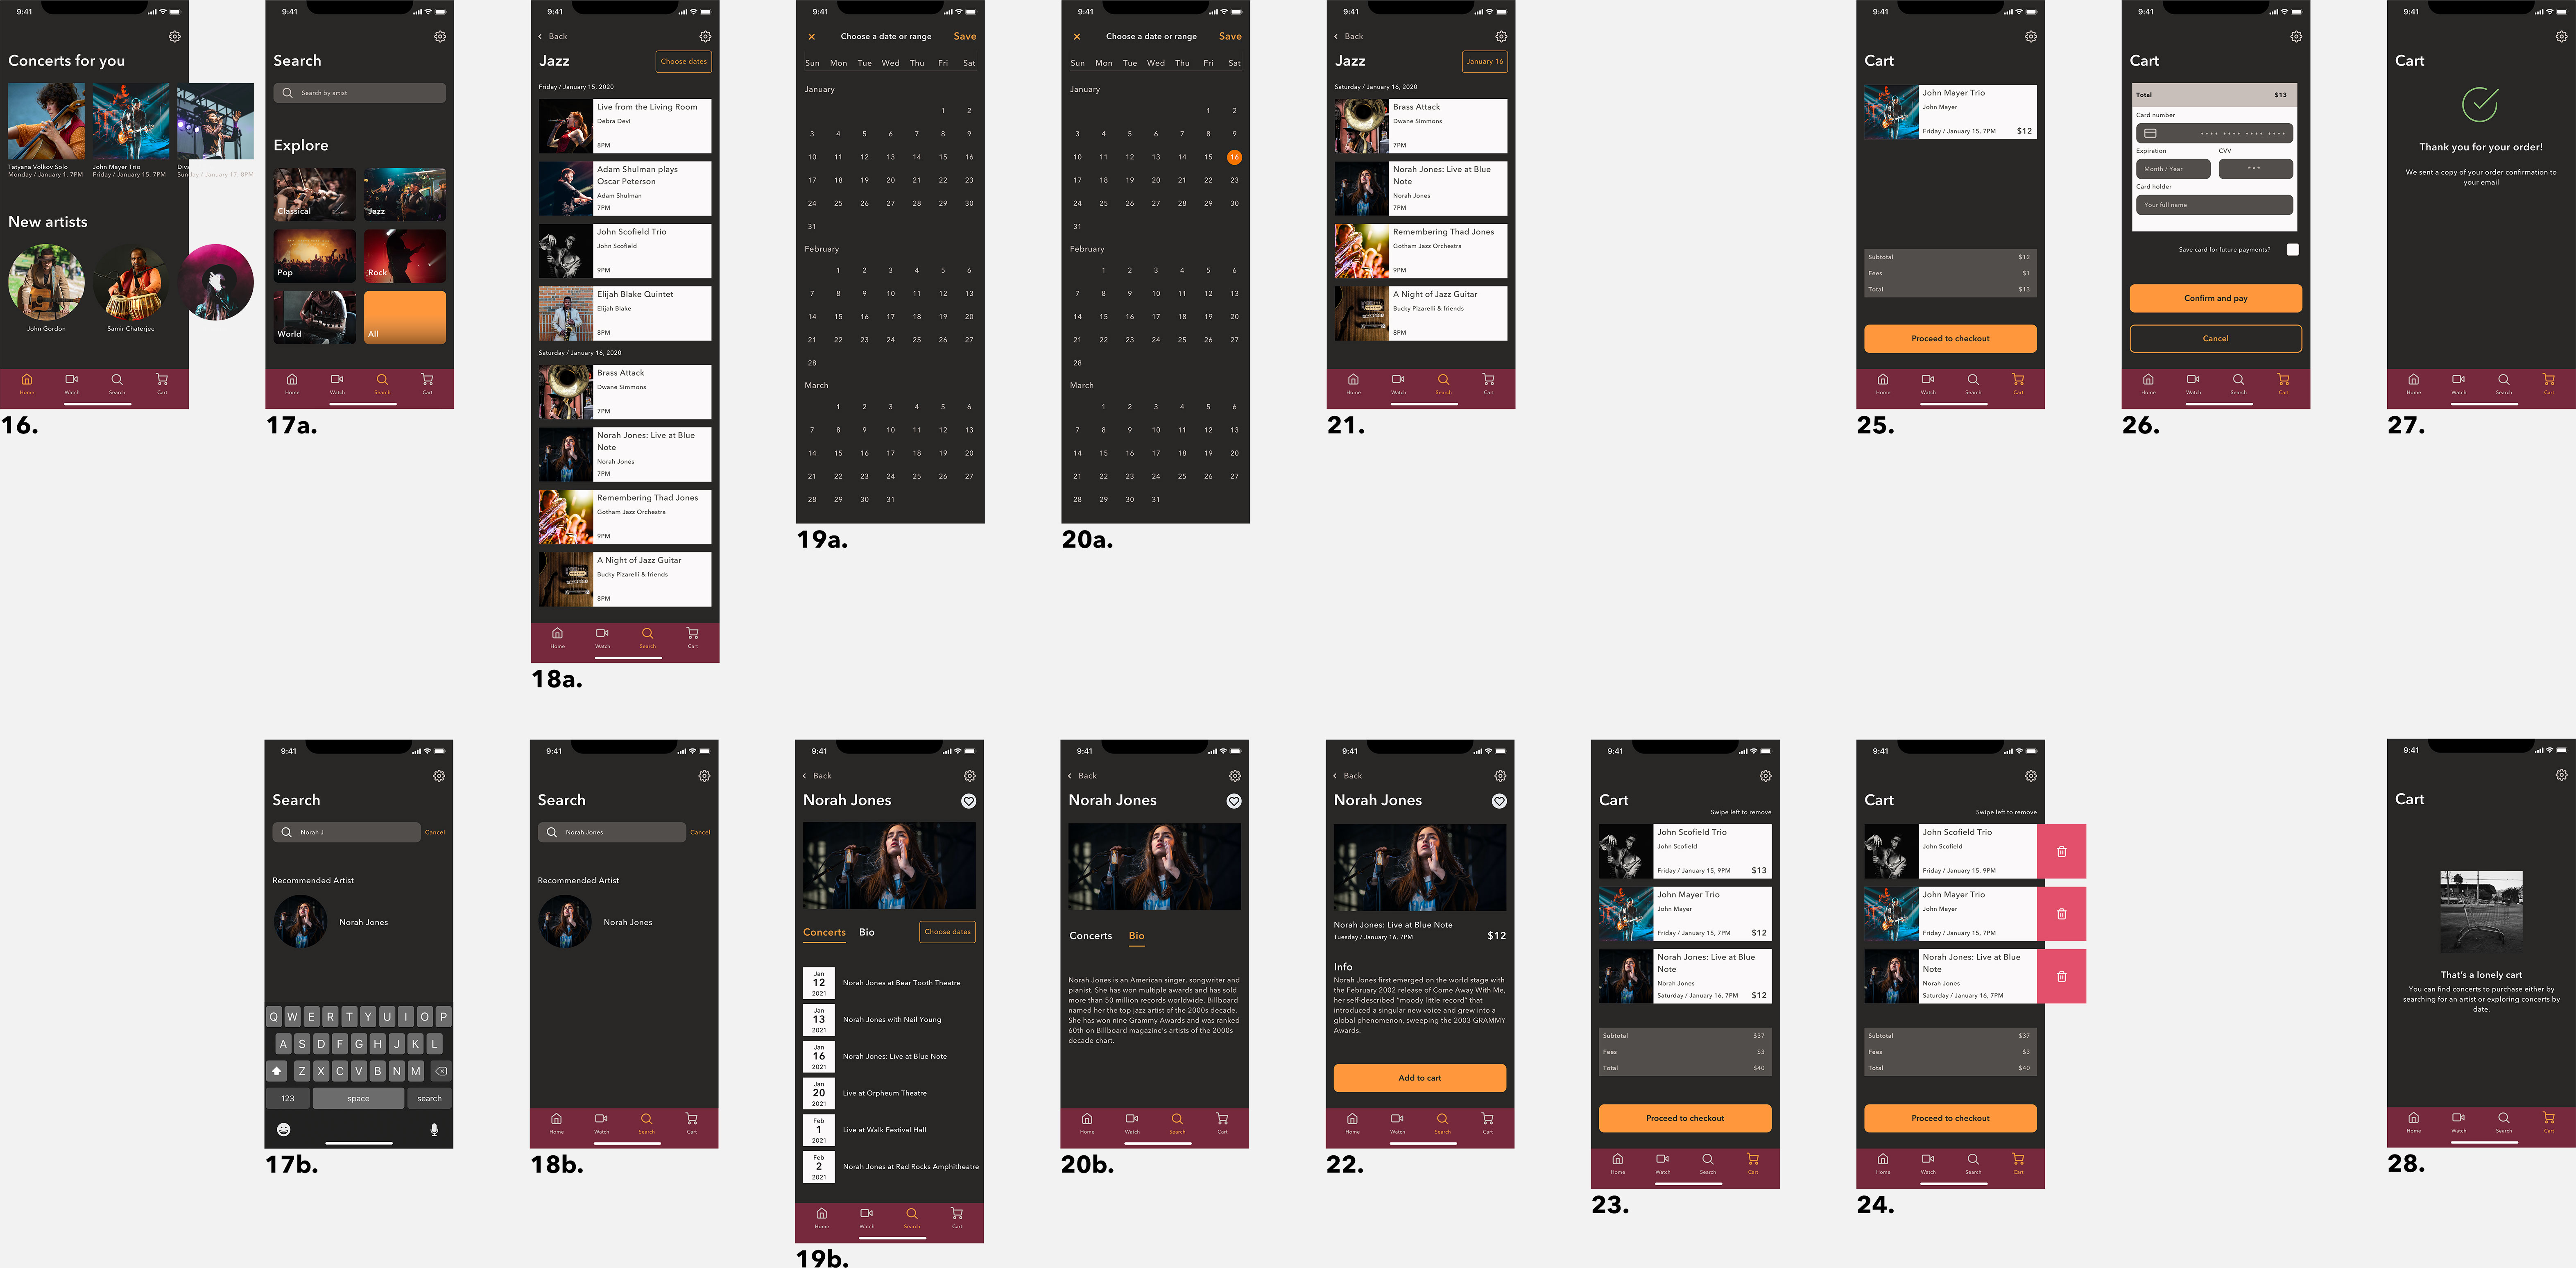 9:41
Concerts for you
Tatyana Volkov Solo
Monday / January 1, 7PM
John Mayer Trio
Friday / January 15, 7PM
Diva
Sunday / January 17, 8PM
New artists
John Gordon
Samir Chaterjee
Home Watch Search Cart
16.
9:41
Search
Search by artist
Explore
Classical
Jazz
Pop
Rock
World
All
Home Watch Search Cart
17a.
9:41
Back
Jazz
Choose dates
Friday / January 15, 2020
Live from the Living Room
Debra Devi
8PM
Adam Shulman plays
Oscar Peterson
Adam Shulman
7PM
John Scofield Trio
John Scofield
9PM
Elijah Blake Quintet
Elijah Blake
8PM
Saturday / January 16, 2020
Brass Attack
Dwane Simmons
7PM
Norah Jones: Live at Blue
Note
Norah Jones
7PM
Remembering Thad Jones
Gotham Jazz Orchestra
9PM
A Night of Jazz Guitar
Bucky Pizarelli & friends
8PM
Home Watch Search Cart
18a.
9:41
Choose a date or range
Save
Sun Mon Tue Wed Thu Fri Sat
January
1 2
3 4 5 6 7 8 9
10 11 12 13 14 15 16
17 18 19 20 21 22 23
24 25 26 27 28 29 30
31
February
1 2 3 4 5 6
7 8 9 10 11 12 13
14 15 16 17 18 19 20
21 22 23 24 25 26 27
28
March
1 2 3 4 5 6
7 8 9 10 11 12 13
14 15 16 17 18 19 20
21 22 23 24 25 26 27
28 29 30 31
19a.
9:41
Choose a date or range
Save
Sun Mon Tue Wed Thu Fri Sat
January
1 2
3 4 5 6 7 8 9
10 11 12 13 14 15 16
17 18 19 20 21 22 23
24 25 26 27 28 29 30
31
February
1 2 3 4 5 6
7 8 9 10 11 12 13
14 15 16 17 18 19 20
21 22 23 24 25 26 27
28
March
1 2 3 4 5 6
7 8 9 10 11 12 13
14 15 16 17 18 19 20
21 22 23 24 25 26 27
28 29 30 31
20a.
9:41
Back
Jazz
January 16
Saturday / January 16, 2020
Brass Attack
Dwane Simmons
7PM
Norah Jones: Live at Blue
Note
Norah Jones
7PM
Remembering Thad Jones
Gotham Jazz Orchestra
9PM
A Night of Jazz Guitar
Bucky Pizarelli & friends
8PM
Home Watch Search Cart
21.
9:41
Cart
John Mayer Trio
John Mayer
Friday / January 15, 7PM $12
Subtotal $12
Fees $1
Total $13
Proceed to checkout
Home Watch Search Cart
25.
9:41
Cart
Total $13
Card number
Expiration CVV
Month / Year ***
Card holder
Your full name
Save card for future payments?
Confirm and pay
Cancel
Home Watch Search Cart
26.
9:41
Cart
Thank you for your order!
We sent a copy of your order confirmation to
your email
Home Watch Search Cart
27.
9:41
Search
Norah J
Cancel
Recommended Artist
Norah Jones
Q W E R T Y U I O P
A S D F G H J K L
Z X C V B N M
123 space search
17b.
9:41
Search
Norah Jones
Cancel
Recommended Artist
Norah Jones
Home Watch Search Cart
18b.
9:41
Back
Norah Jones
Concerts Bio Choose dates
Jan
12
2021
Norah Jones at Bear Tooth Theatre
Jan
13
2021
Norah Jones with Neil Young
Jan
16
2021
Norah Jones: Live at Blue Note
Jan
20
2021
Live at Orpheum Theatre
Feb
1
2021
Live at Walk Festival Hall
Feb
2
2021
Norah Jones at Red Rocks Amphitheatre
Home Watch Search Cart
19b.
9:41
Back
Norah Jones
Concerts Bio
Norah Jones is an American singer, songwriter and
pianist. She has won multiple awards and has sold
more than 50 million records worldwide. Billboard
named her the top jazz artist of the 2000s decade.
She has won nine Grammy Awards and was ranked
60th on Billboard magazine's artists of the 2000s
decade chart.
Home Watch Search Cart
20b.
9:41
Back
Norah Jones
Norah Jones: Live at Blue Note
Tuesday / January 16, 7PM $12
Info
Norah Jones first emerged on the world stage with
the February 2002 release of Come Away With Me,
her self-described "moody little record" that
introduced a singular new voice and grew into a
global phenomenon, sweeping the 2003 GRAMMY
Awards.
Add to cart
Home Watch Search Cart
22.
9:41
Cart
Swipe left to remove
John Scofield Trio
John Scofield
Friday / January 15, 9PM $13
John Mayer Trio
John Mayer
Friday / January 15, 7PM $12
Norah Jones: Live at Blue
Note
Norah Jones
Saturday / January 16, 7PM $12
Subtotal $37
Fees $3
Total $40
Proceed to checkout
Home Watch Search Cart
23.
9:41
Cart
Swipe left to remove
John Scofield Trio
John Scofield
Friday / January 15, 9PM
John Mayer Trio
John Mayer
Friday / January 15, 7PM
Norah Jones: Live at Blue
Note
Norah Jones
Saturday / January 16, 7PM
Subtotal $37
Fees $3
Total $40
Proceed to checkout
Home Watch Search Cart
24.
9:41
Cart
That's a lonely cart
You can find concerts to purchase either by
searching for an artist or exploring concerts by
date.
Home Watch Search Cart
28.